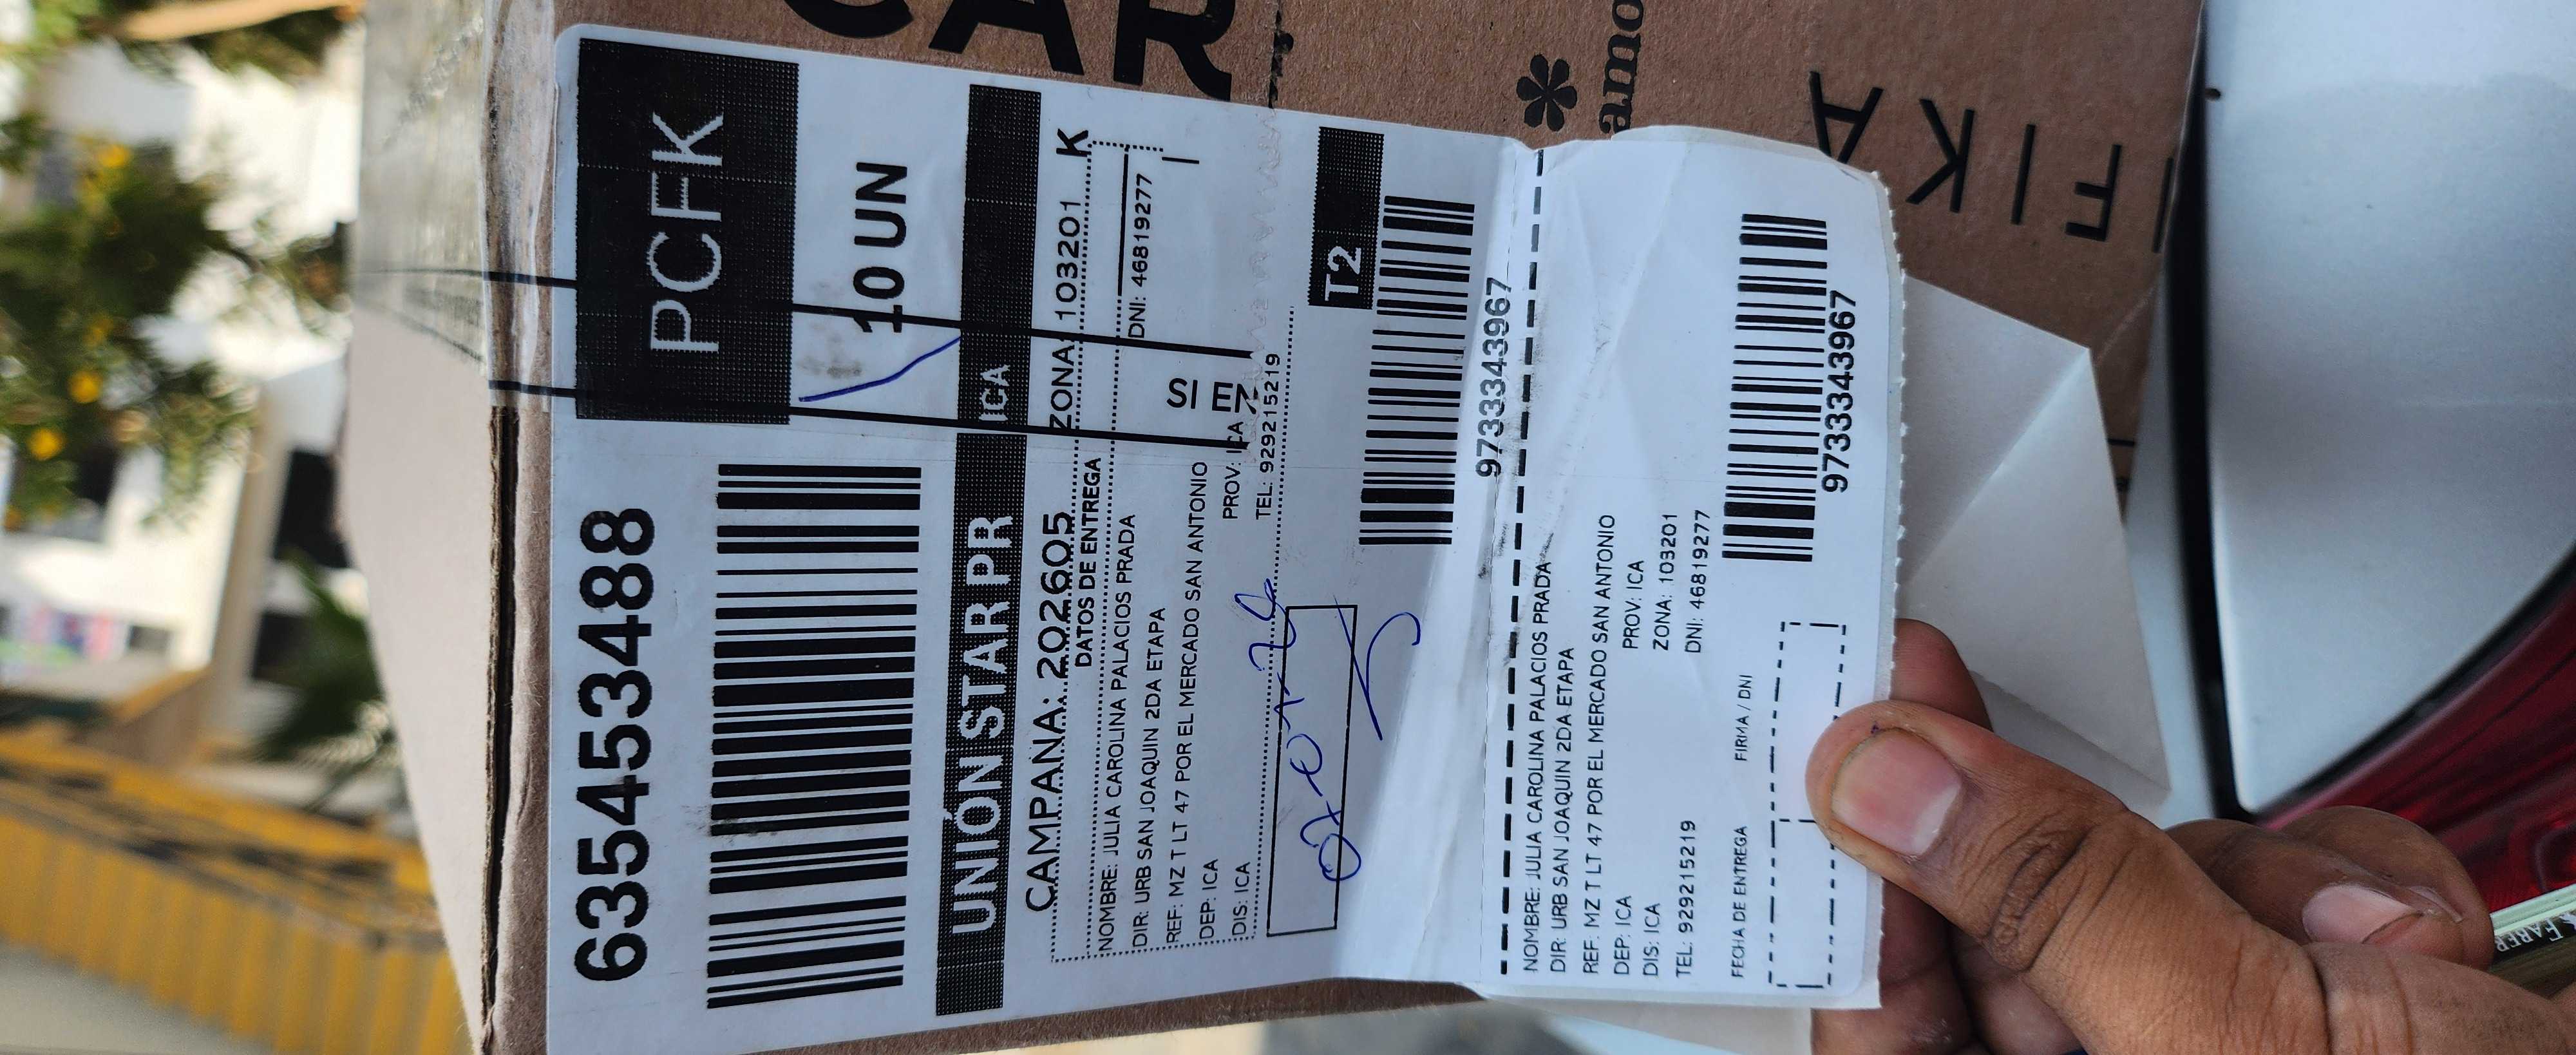 6354453488
PCFK
10 UN
UNIÓN STAR PR ICA
CAMPAÑA: 202605 ZONA: 103201 K
DATOS DE ENTREGA
NOMBRE: JULIA CAROLINA PALACIOS PRADA DNI: 46819277
DIR: URB SAN JOAQUIN 2DA ETAPA
REF: MZ T LT 47 POR EL MERCADO SAN ANTONIO
SI EN
DEP: ICA PROV: ICA
DIS: ICA TEL: 929215219
T2
9733343967
NOMBRE: JULIA CAROLINA PALACIOS PRADA
DIR: URB SAN JOAQUIN 2DA ETAPA
REF: MZ T LT 47 POR EL MERCADO SAN ANTONIO
DEP: ICA PROV: ICA
DIS: ICA ZONA: 103201
TEL: 929215219 DNI: 46819277
FECHA DE ENTREGA FIRMA / DNI
9733343967
CAR
amo
FIKA
FABER